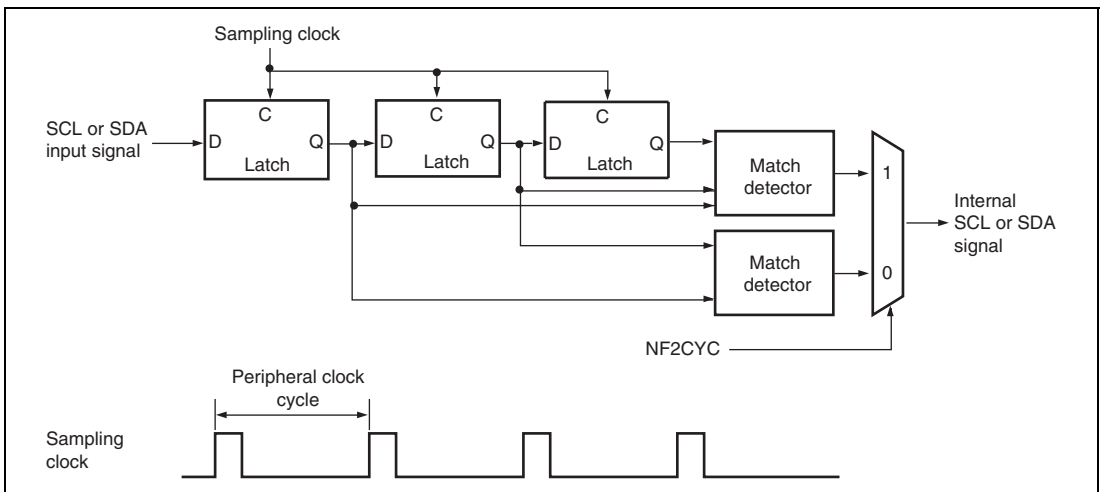 Sampling clock
SCL or SDA
input signal
D
C
Q
Latch
D
C
Q
Latch
D
C
Q
Latch
Match
detector
Match
detector
1
0
Internal
SCL or SDA
signal
NF2CYC
Peripheral clock
cycle
Sampling
clock